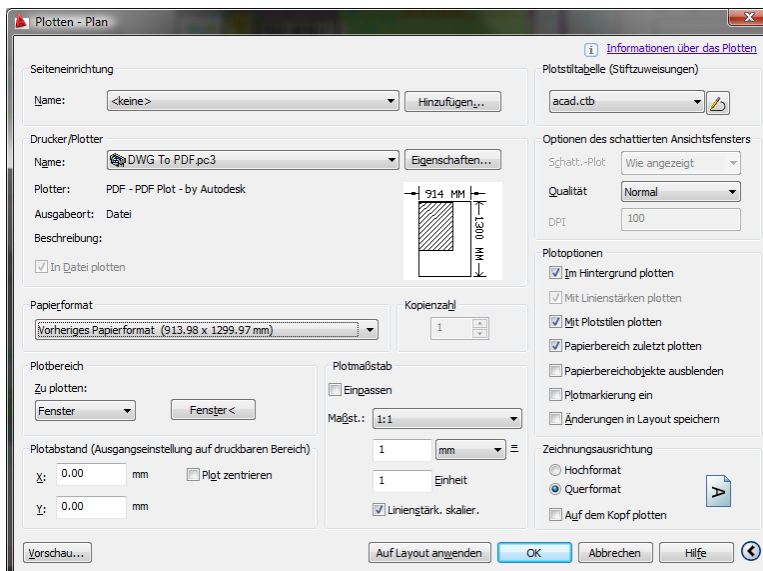 Plotten - Plan
Informationen über das Plotten
Seiteneinrichtung
Name:
<keine>
Hinzufügen...
Plotstiltabelle (Stiftzuweisungen)
acad.ctb
Drucker/Plotter
Name:
DWG To PDF.pc3
Eigenschaften...
Plotter:
PDF - PDF Plot - by Autodesk
Ausgabeort:
Datei
Beschreibung:
In Datei plotten
914 MM
1300 MM
Optionen des schattierten Ansichtsfensters
Schatt.-Plot
Wie angezeigt
Qualität
Normal
DPI
100
Papierformat
Vorheriges Papierformat (913.98 x 1299.97 mm)
Kopienzahl
1
Plotoptionen
Im Hintergrund plotten
Mit Linienstärken plotten
Mit Plotstilen plotten
Papierbereich zuletzt plotten
Papierbereichobjekte ausblenden
Plotmarkierung ein
Änderungen in Layout speichern
Plotbereich
Zu plotten:
Fenster
Fenster<
Plotmaßstab
Einpassen
Maßst.:
1:1
1
mm
=
1
Einheit
Linienstärk. skalier.
Plotabstand (Ausgangseinstellung auf druckbaren Bereich)
X:
0.00
mm
Plot zentrieren
Y:
0.00
mm
Zeichnungsausrichtung
Hochformat
Querformat
Auf dem Kopf plotten
A
Vorschau...
Auf Layout anwenden
OK
Abbrechen
Hilfe